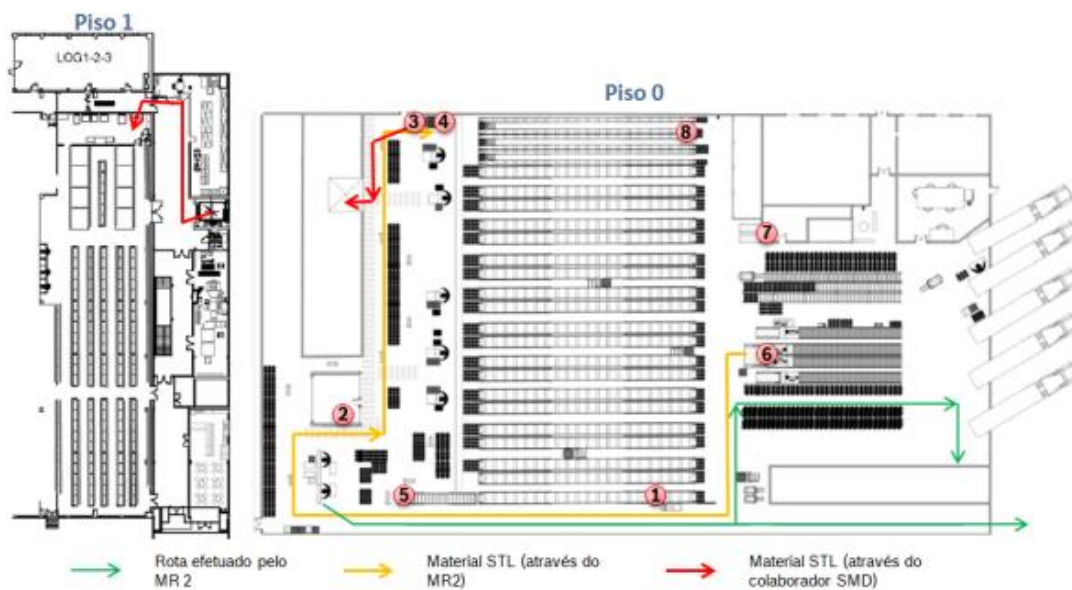 Piso 1
LOG1-2-3
Piso 0
3
4
8
7
6
2
5
1
Rota efetuado pelo
MR 2
Material STL (através do
MR2)
Material STL (através do
colaborador SMD)